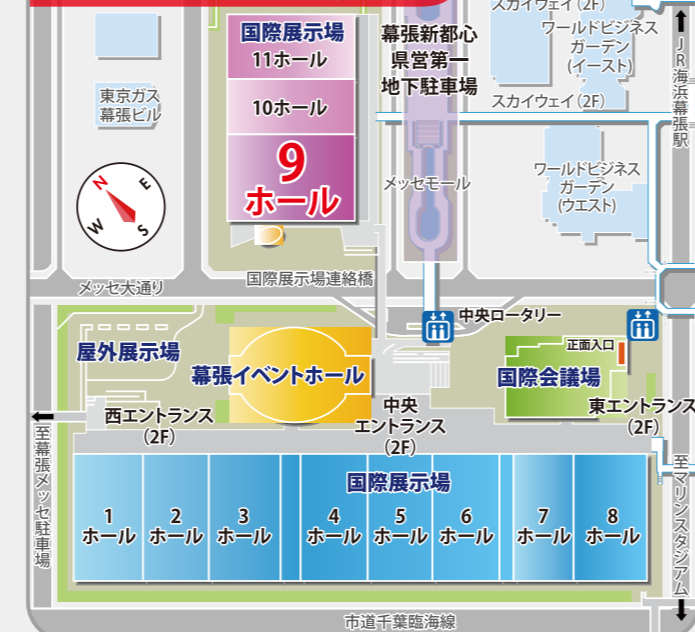 スカイウェイ(2F)
国際展示場
11ホール
幕張新都心
県営第一
地下駐車場
ワールドビジネス
ガーデン
(イースト)
JR海浜幕張駅
東京ガス
幕張ビル
10ホール
スカイウェイ(2F)
9
ホール
N
E
W
S
メッセモール
ワールドビジネス
ガーデン
(ウエスト)
メッセ大通り
国際展示場連絡橋
中央ロータリー
屋外展示場
幕張イベントホール
正面入口
国際会議場
西エントランス
(2F)
中央
エントランス
(2F)
東エントランス
(2F)
至幕張メッセ駐車場
国際展示場
1
ホール
2
ホール
3
ホール
4
ホール
5
ホール
6
ホール
7
ホール
8
ホール
至マリンスタジアム
市道千葉臨海線